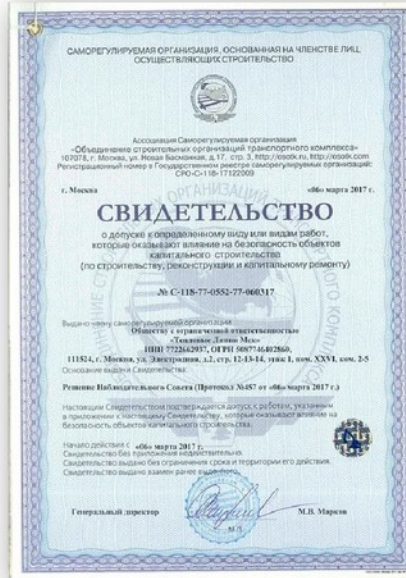 САМОРЕГУЛИРУЕМАЯ ОРГАНИЗАЦИЯ, ОСНОВАННАЯ НА ЧЛЕНСТВЕ ЛИЦ,
ОСУЩЕСТВЛЯЮЩИХ СТРОИТЕЛЬСТВО
Ассоциация Саморегулируемая организация
«Объединение строительных организаций транспортного комплекса»
107078, г. Москва, ул. Новая Басманная, д.17, стр. 3, http://osotk.ru, http://osotk.com
Регистрационный номер в Государственном реестре саморегулируемых организаций:
СРО-С-118-17122009
г. Москва «06» марта 2017 г.
СВИДЕТЕЛЬСТВО
о допуске к определенному виду или видам работ,
которые оказывают влияние на безопасность объектов
капитального строительства
(по строительству, реконструкции и капитальному ремонту)
№ С-118-77-0552-77-060317
Выдано члену саморегулируемой организации
Обществу с ограниченной ответственностью
«Тепловые Линии Мск»
ИНН 7722662937, ОГРН 5087746402860,
111524, г. Москва, ул. Электродная, д.2, стр. 12-13-14, этаж 1, пом. XXVI, ком. 2-5
Основание выдачи Свидетельства:
Решение Наблюдательного Совета (Протокол №457 от «06» марта 2017 г.)
Настоящим Свидетельством подтверждается допуск к работам, указанным
в приложении к настоящему Свидетельству, которые оказывают влияние на
безопасность объектов капитального строительства.
Начало действия с «06» марта 2017 г.
Свидетельство без приложения недействительно.
Свидетельство выдано без ограничения срока и территории его действия.
Свидетельство выдано взамен ранее выданного
Генеральный директор М.В. Марков
М.П.